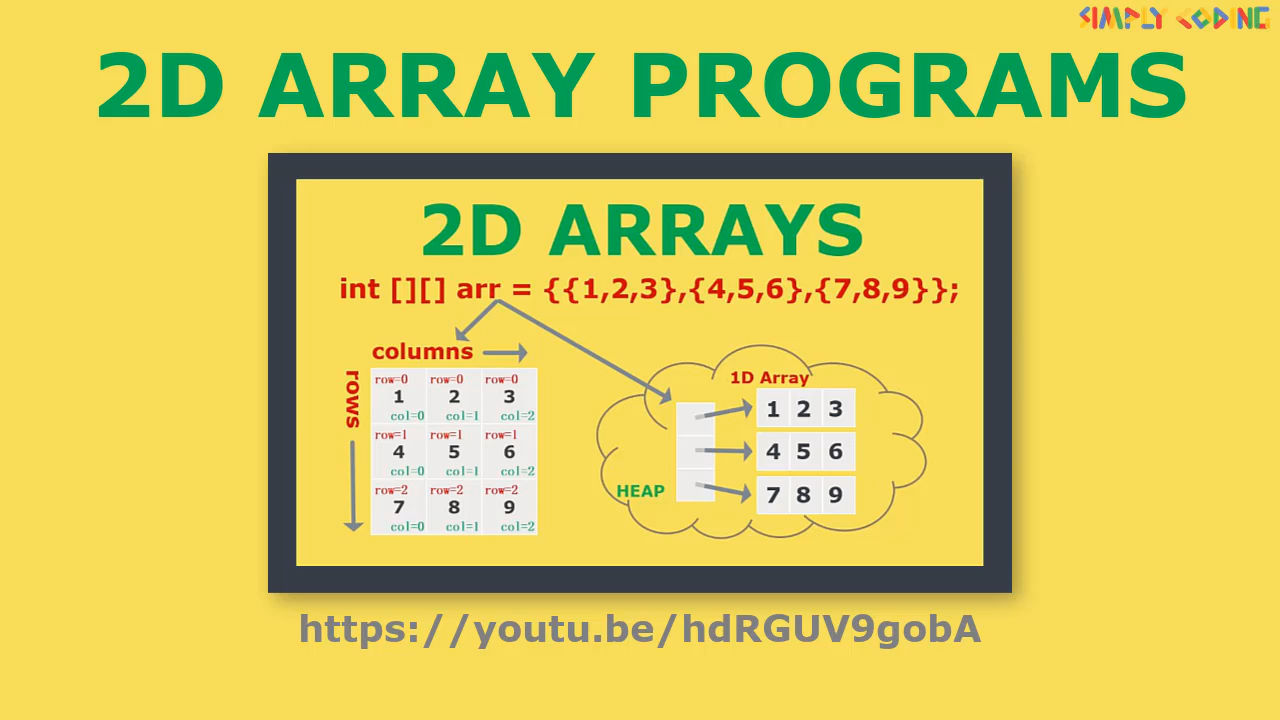 SIMPLY CODING
2D ARRAY PROGRAMS
2D ARRAYS
int [][] arr = {{1,2,3},{4,5,6},{7,8,9}};
columns
rows
row=0 row=0 row=0
1 2 3
col=0 col=1 col=2
row=1 row=1 row=1
4 5 6
col=0 col=1 col=2
row=2 row=2 row=2
7 8 9
col=0 col=1 col=2
1D Array
1 2 3
4 5 6
7 8 9
HEAP
https://youtu.be/hdRGUV9gobA